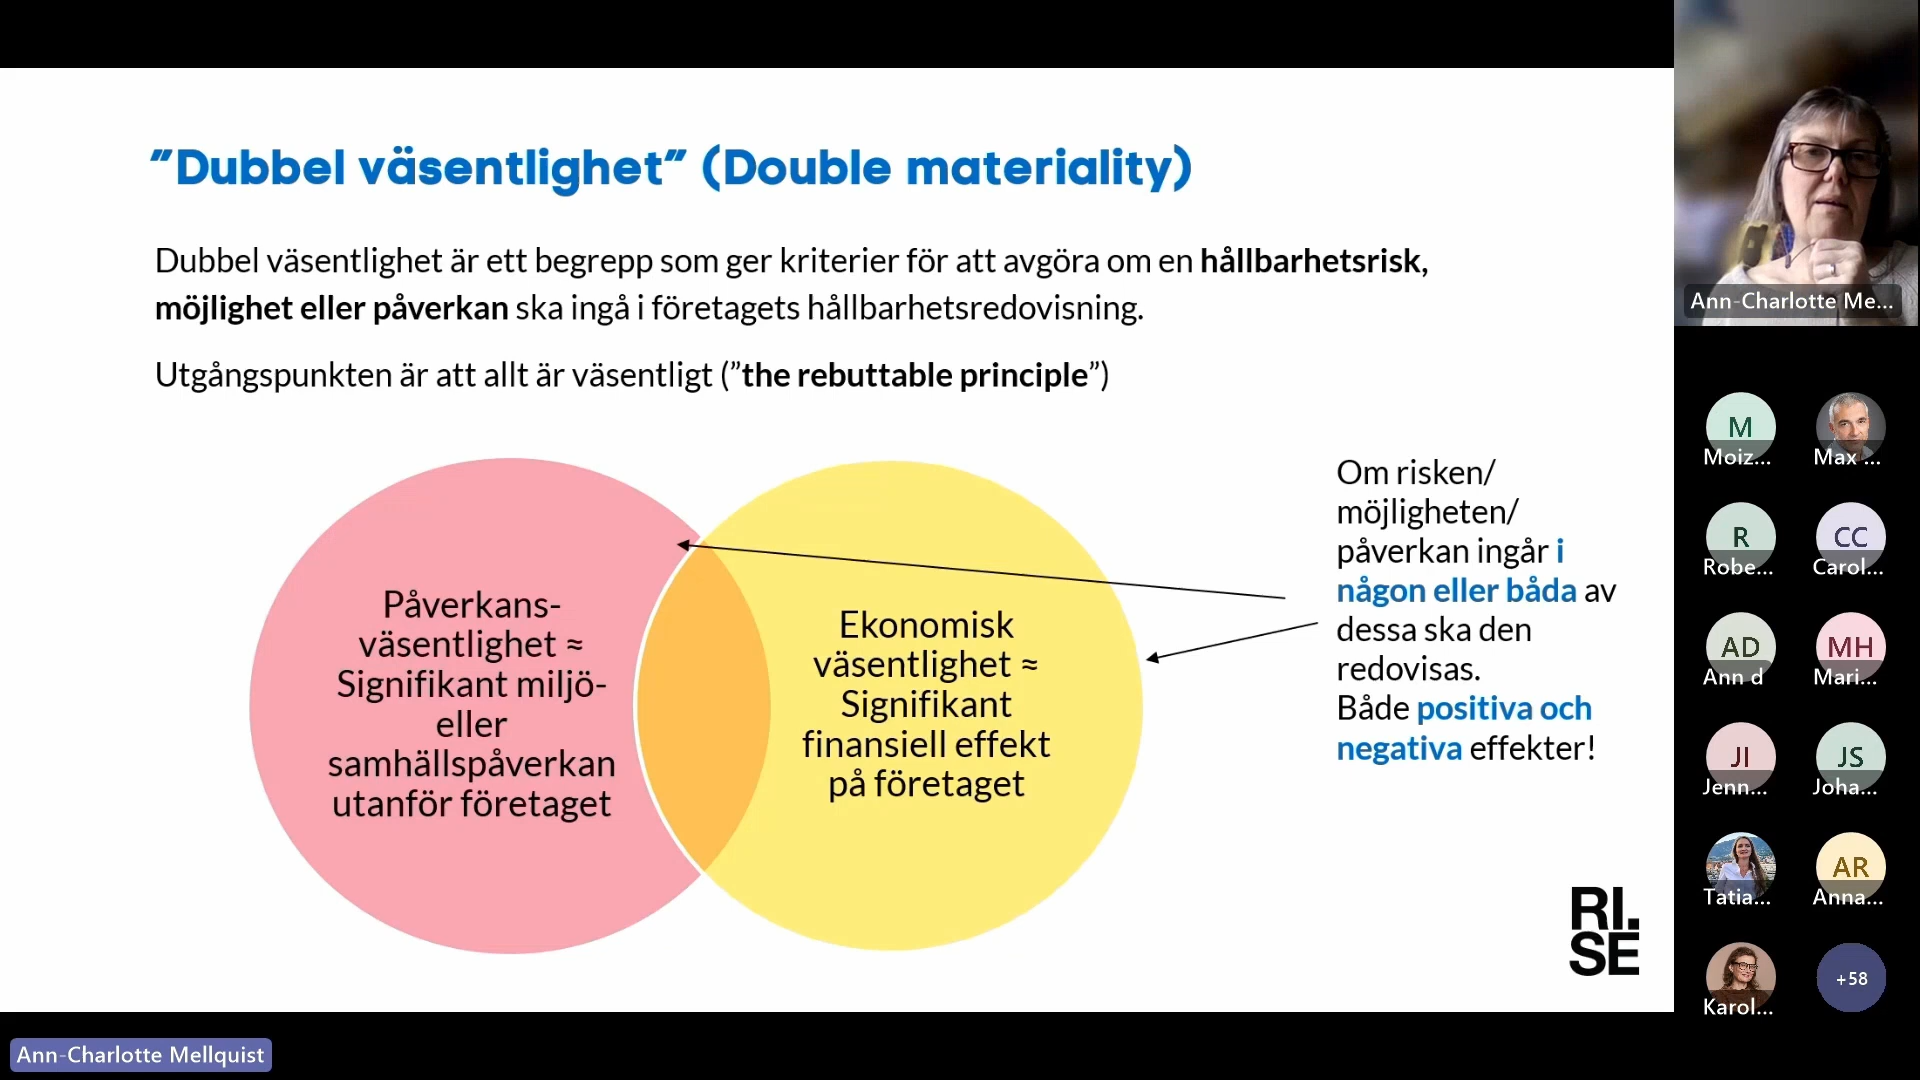 ”Dubbel väsentlighet” (Double materiality)
Dubbel väsentlighet är ett begrepp som ger kriterier för att avgöra om en hållbarhetsrisk,
möjlighet eller påverkan ska ingå i företagets hållbarhetsredovisning.
Utgångspunkten är att allt är väsentligt (”the rebuttable principle”)
Påverkans-
väsentlighet ≈
Signifikant miljö-
eller
samhällspåverkan
utanför företaget
Ekonomisk
väsentlighet ≈
Signifikant
finansiell effekt
på företaget
Om risken/
möjligheten/
påverkan ingår i
någon eller båda av
dessa ska den
redovisas.
Både positiva och
negativa effekter!
RI.
SE
Ann-Charlotte Me...
M
Moiz...
Max ...
R
Robe...
CC
Carol...
AD
Ann d
MH
Mari...
JI
Jenn...
JS
Joha...
Tatia...
AR
Anna...
Karol...
+58
Ann-Charlotte Mellquist